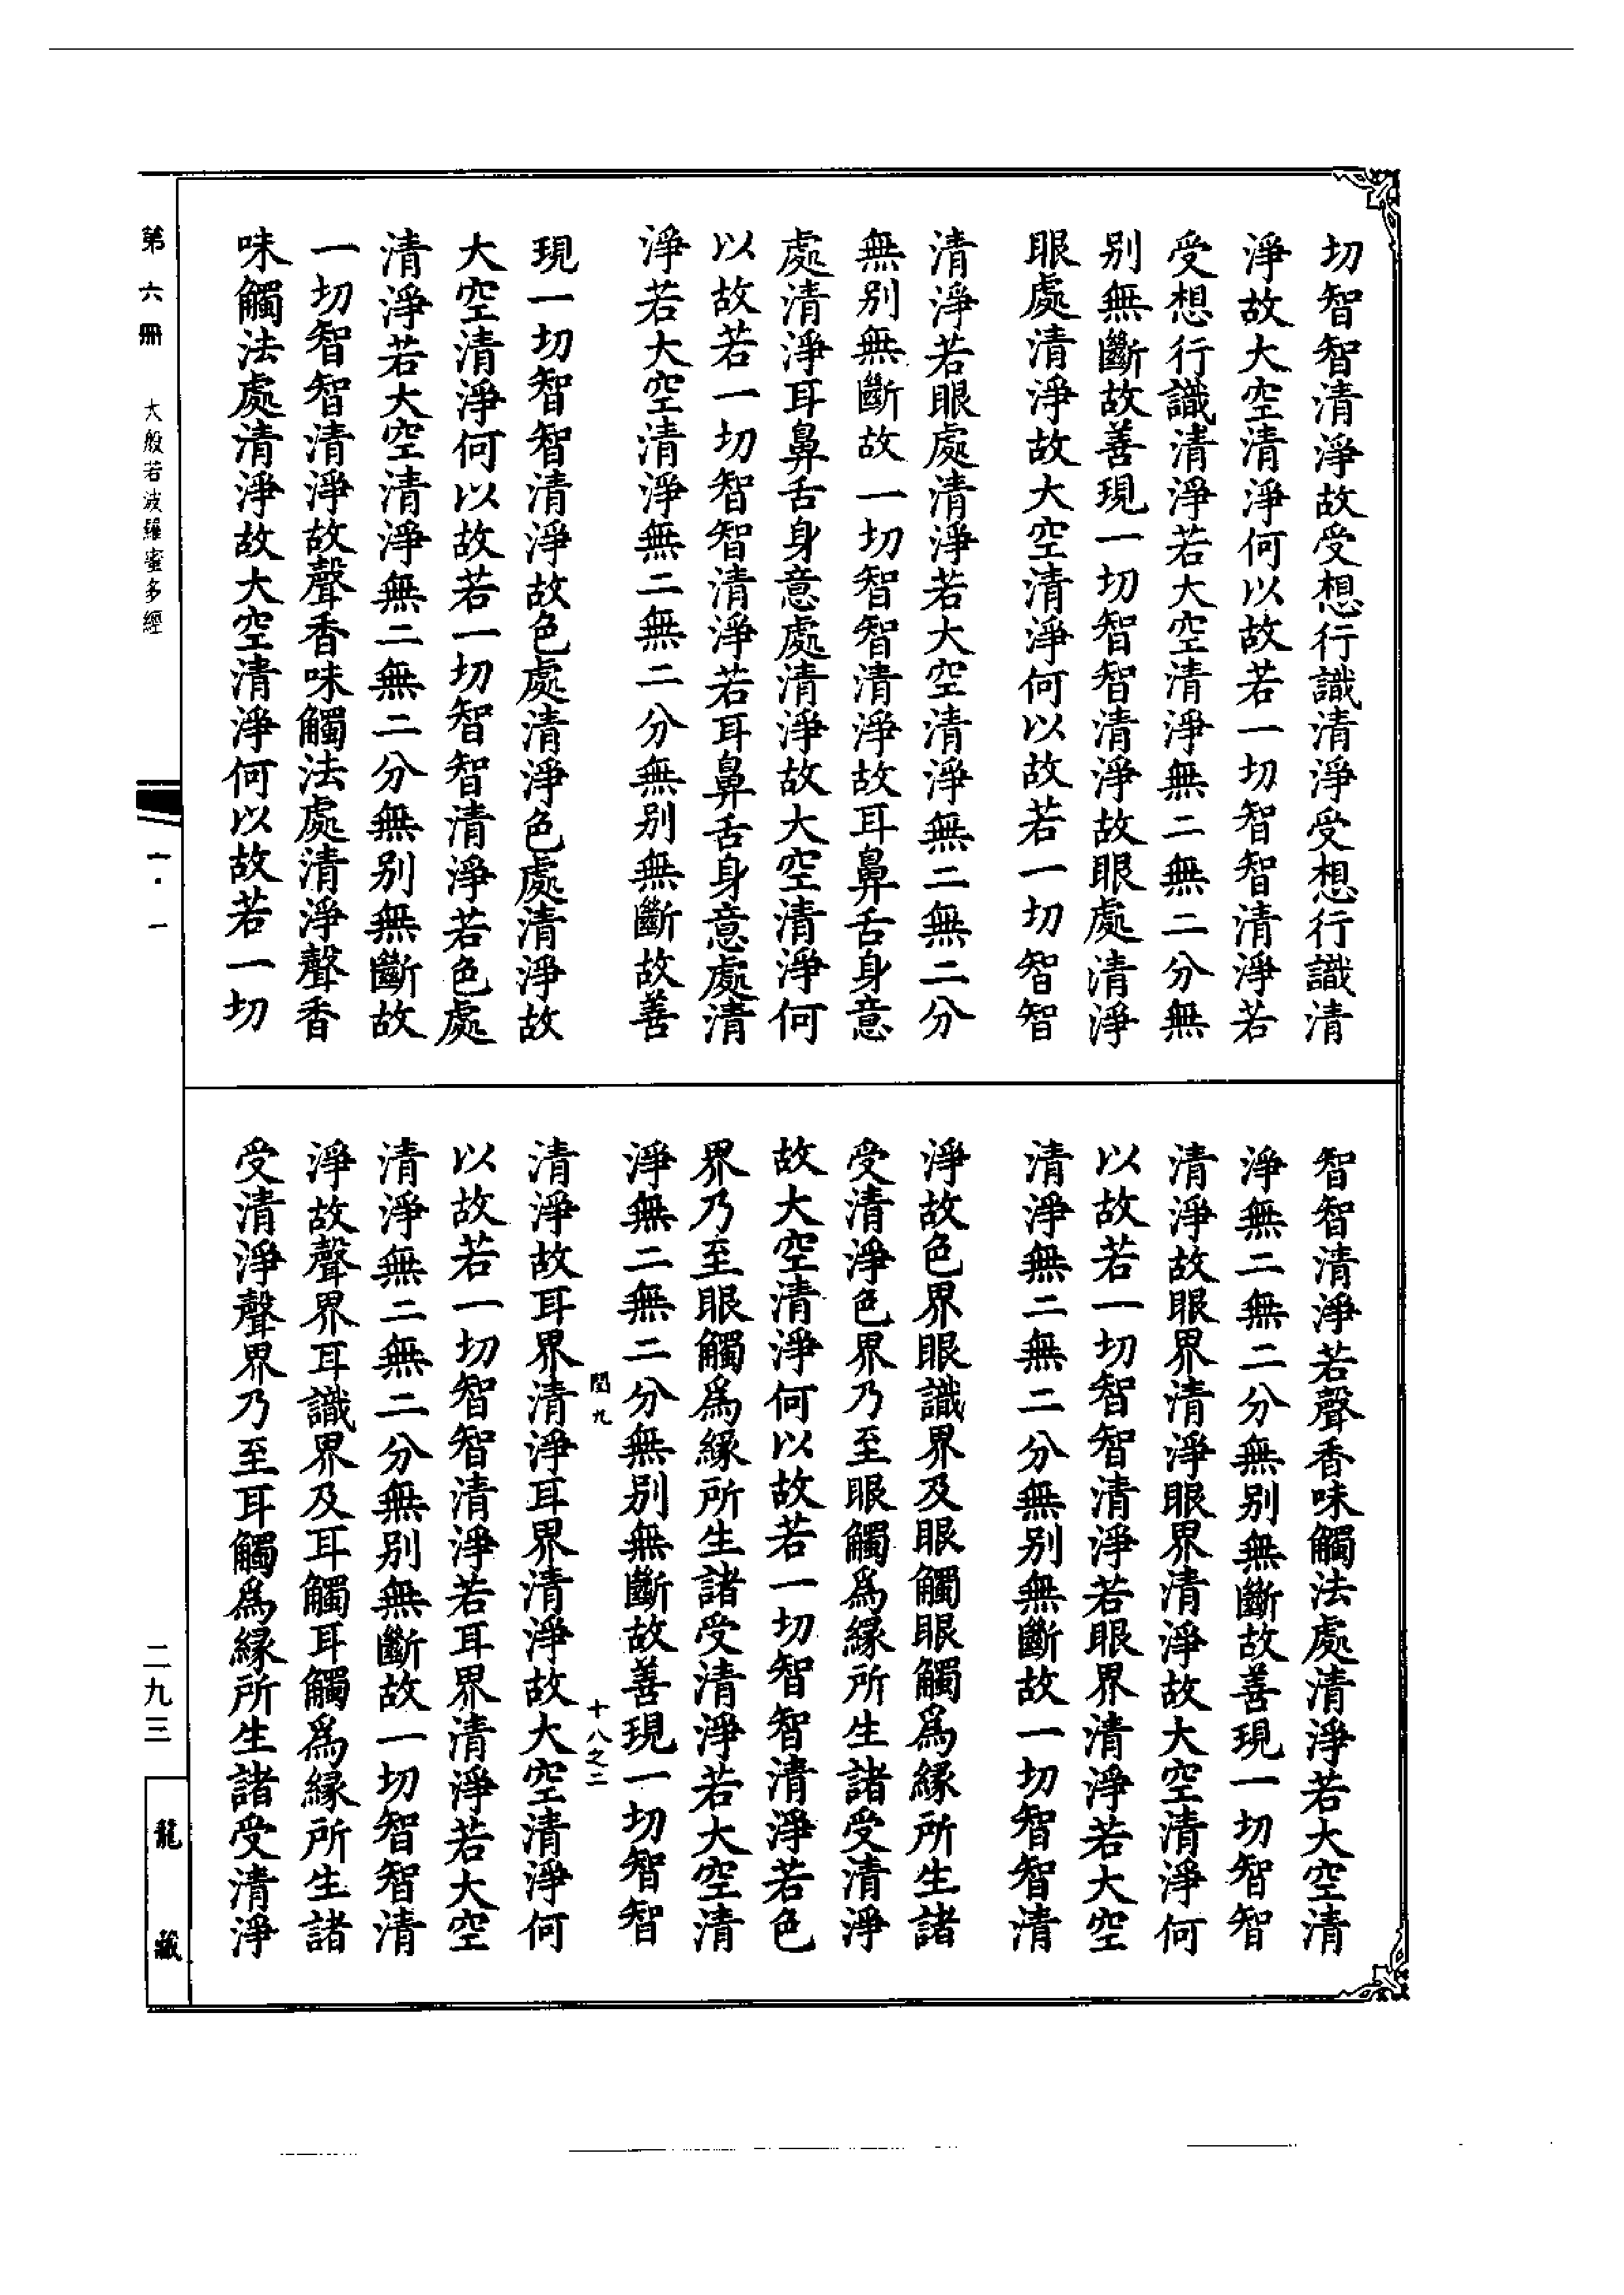 切智智清淨故受想行識清淨受想行識清
淨故大空清淨何以故若一切智智清淨若
受想行識清淨若大空清淨無二無二分無
别無斷故善現一切智智清淨故眼處清淨
眼處清淨故大空清淨何以故若一切智智
清淨若眼處清淨若大空清淨無二無二分
無别無斷故一切智智清淨故耳鼻舌身意
處清淨耳鼻舌身意處清淨故大空清淨何
以故若一切智智清淨若耳鼻舌身意處清
淨若大空清淨無二無二分無别無斷故善
現一切智智清淨故色處清淨色處清淨故
大空清淨何以故若一切智智清淨若色處
清淨若大空清淨無二無二分無别無斷故
一切智智清淨故聲香味觸法處清淨聲香
味觸法處清淨故大空清淨何以故若一切
智智清淨若聲香味觸法處清淨若大空清
淨無二無二分無别無斷故善現一切智智
清淨故眼界清淨眼界清淨故大空清淨何
以故若一切智智清淨若眼界清淨若大空
清淨無二無二分無别無斷故一切智智清
淨故色界眼識界及眼觸眼觸為緣所生諸
受清淨色界乃至眼觸為緣所生諸受清淨
故大空清淨何以故若一切智智清淨若色
界乃至眼觸為緣所生諸受清淨若大空清
淨無二無二分無别無斷故善現一切智智
閏九 十八之二
清淨故耳界清淨耳界清淨故大空清淨何
以故若一切智智清淨若耳界清淨若大空
清淨無二無二分無别無斷故一切智智清
淨故聲界耳識界及耳觸耳觸為緣所生諸
受清淨聲界乃至耳觸為緣所生諸受清淨
第六冊 大般若波羅蜜多經 一·一 二九三
龍藏